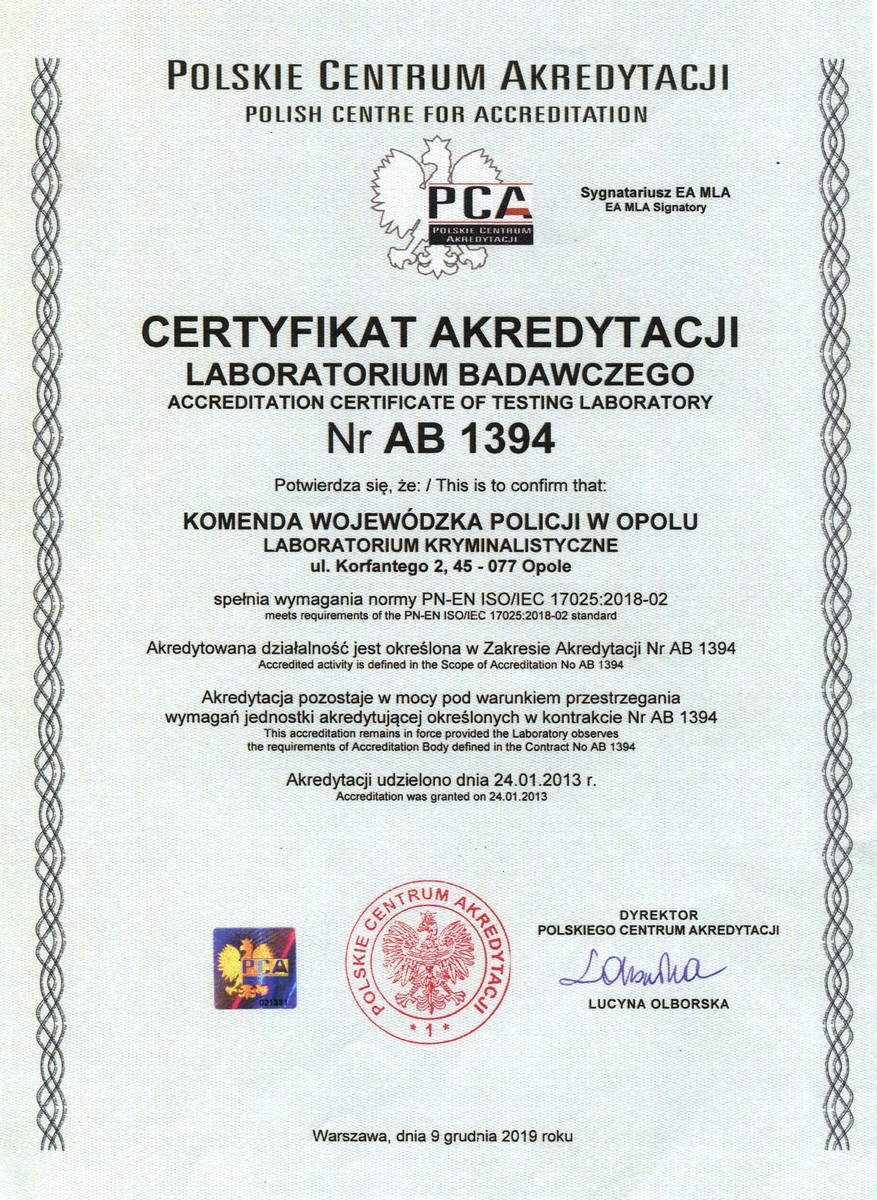 POLSKIE CENTRUM AKREDYTACJI
POLISH CENTRE FOR ACCREDITATION
PCA
POLSKIE CENTRUM
AKREDYTACJI
Sygnatariusz EA MLA
EA MLA Signatory
CERTYFIKAT AKREDYTACJI
LABORATORIUM BADAWCZEGO
ACCREDITATION CERTIFICATE OF TESTING LABORATORY
Nr AB 1394
Potwierdza się, że: / This is to confirm that:
KOMENDA WOJEWÓDZKA POLICJI W OPOLU
LABORATORIUM KRYMINALISTYCZNE
ul. Korfantego 2, 45 - 077 Opole
spełnia wymagania normy PN-EN ISO/IEC 17025:2018-02
meets requirements of the PN-EN ISO/IEC 17025:2018-02 standard
Akredytowana działalność jest określona w Zakresie Akredytacji Nr AB 1394
Accredited activity is defined in the Scope of Accreditation No AB 1394
Akredytacja pozostaje w mocy pod warunkiem przestrzegania
wymagań jednostki akredytującej określonych w kontrakcie Nr AB 1394
This accreditation remains in force provided the Laboratory observes
the requirements of Accreditation Body defined in the Contract No AB 1394
Akredytacji udzielono dnia 24.01.2013 r.
Accreditation was granted on 24.01.2013
PCA
POLSKIE CENTRUM AKREDYTACJI
* 1 *
DYREKTOR
POLSKIEGO CENTRUM AKREDYTACJI
LUCYNA OLBORSKA
Warszawa, dnia 9 grudnia 2019 roku